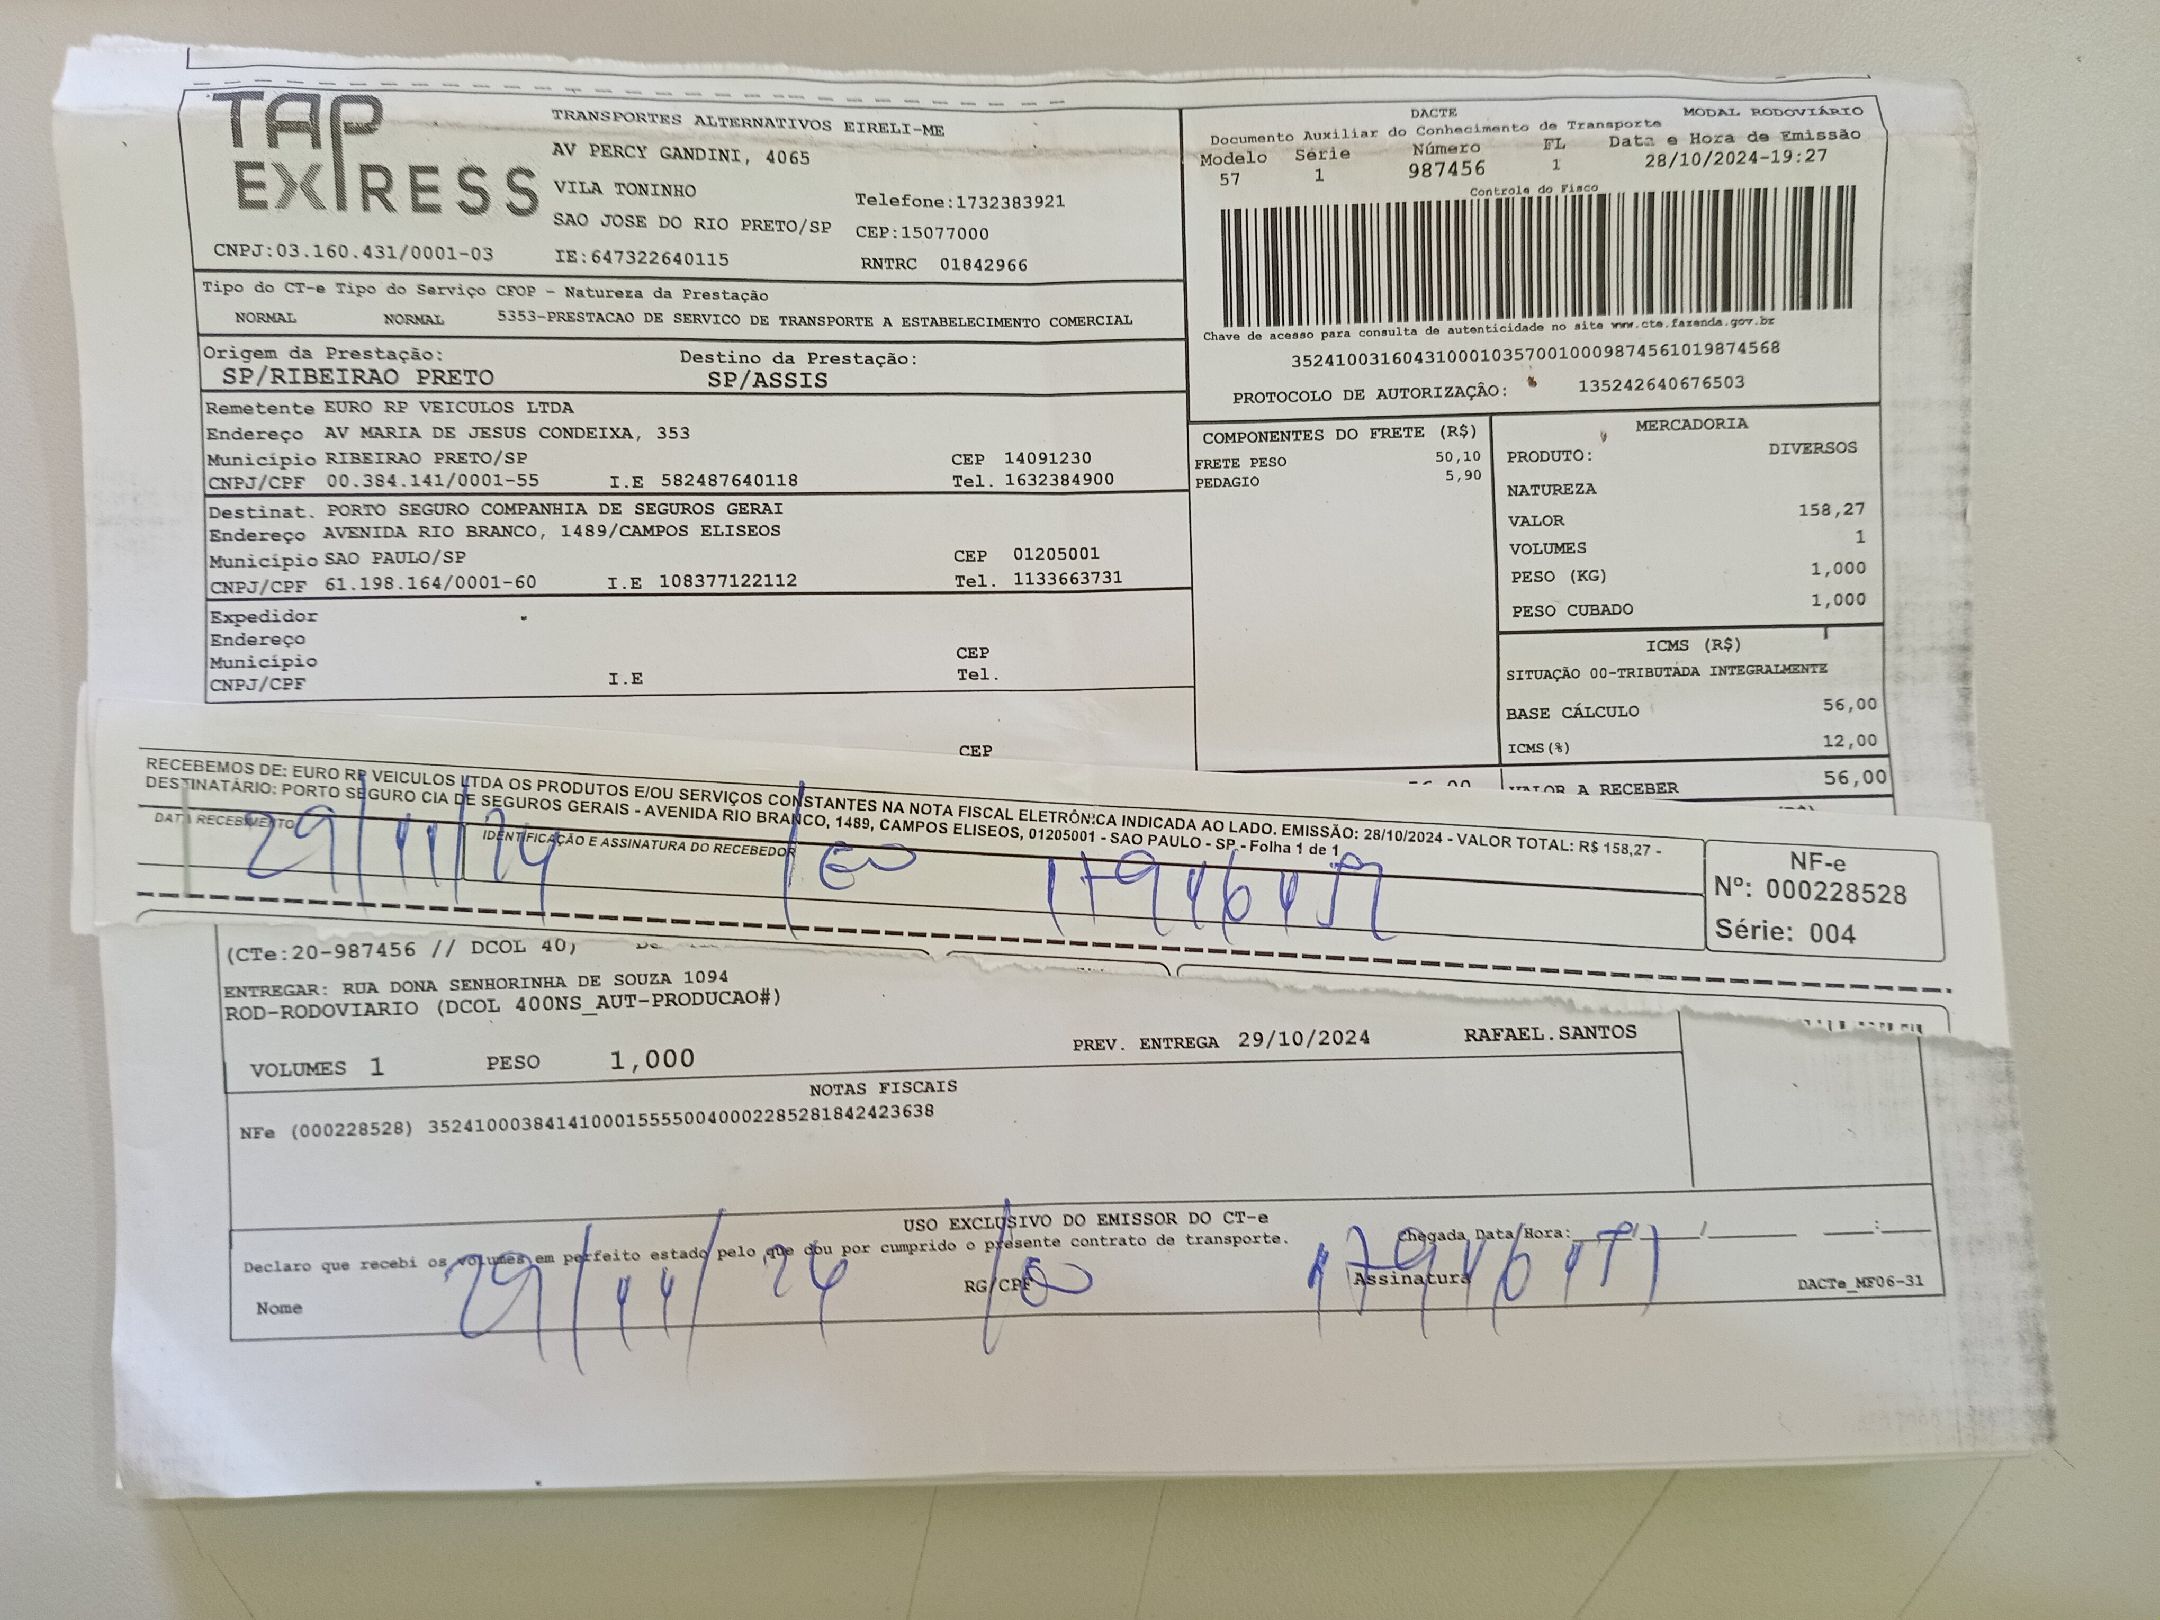 TAP EXPRESS
TRANSPORTES ALTERNATIVOS EIRELI-ME
AV PERCY GANDINI, 4065
VILA TONINHO
Telefone:1732383921
SAO JOSE DO RIO PRETO/SP CEP:15077000
CNPJ:03.160.431/0001-03 IE:647322640115 RNTRC 01842966
DACTE MODAL RODOVIÁRIO
Documento Auxiliar do Conhecimento de Transporte
Modelo Série Número FL Data e Hora de Emissão
57 1 987456 1 28/10/2024-19:27
Controle do Fisco
Chave de acesso para consulta de autenticidade no site www.cte.fazenda.gov.br
35241003160431000103570010009874561019874568
PROTOCOLO DE AUTORIZAÇÃO: 135242640676503
Tipo do CT-e Tipo do Serviço CFOP - Natureza da Prestação
NORMAL NORMAL 5353-PRESTACAO DE SERVICO DE TRANSPORTE A ESTABELECIMENTO COMERCIAL
Origem da Prestação: Destino da Prestação:
SP/RIBEIRAO PRETO SP/ASSIS
Remetente EURO RP VEICULOS LTDA
Endereço AV MARIA DE JESUS CONDEIXA, 353
Município RIBEIRAO PRETO/SP CEP 14091230
CNPJ/CPF 00.384.141/0001-55 I.E 582487640118 Tel. 1632384900
Destinat. PORTO SEGURO COMPANHIA DE SEGUROS GERAI
Endereço AVENIDA RIO BRANCO, 1489/CAMPOS ELISEOS
Município SAO PAULO/SP CEP 01205001
CNPJ/CPF 61.198.164/0001-60 I.E 108377122112 Tel. 1133663731
Expedidor
Endereço
Município CEP
CNPJ/CPF I.E Tel.
CEP
COMPONENTES DO FRETE (R$)
FRETE PESO 50,10
PEDAGIO 5,90
MERCADORIA
PRODUTO: DIVERSOS
NATUREZA
VALOR 158,27
VOLUMES 1
PESO (KG) 1,000
PESO CUBADO 1,000
ICMS (R$)
SITUAÇÃO 00-TRIBUTADA INTEGRALMENTE
BASE CÁLCULO 56,00
ICMS(%) 12,00
VALOR A RECEBER 56,00
RECEBEMOS DE: EURO RP VEICULOS LTDA OS PRODUTOS E/OU SERVIÇOS CONSTANTES NA NOTA FISCAL ELETRÔNICA INDICADA AO LADO. EMISSÃO: 28/10/2024 - VALOR TOTAL: R$ 158,27 -
DESTINATÁRIO: PORTO SEGURO CIA DE SEGUROS GERAIS - AVENIDA RIO BRANCO, 1489, CAMPOS ELISEOS, 01205001 - SAO PAULO - SP - Folha 1 de 1
DATA RECEBIMENTO IDENTIFICAÇÃO E ASSINATURA DO RECEBEDOR
29/11/24
NF-e
Nº: 000228528
Série: 004
(CTe:20-987456 // DCOL 40)
ENTREGAR: RUA DONA SENHORINHA DE SOUZA 1094
ROD-RODOVIARIO (DCOL 400NS_AUT-PRODUCAO#)
PREV. ENTREGA 29/10/2024 RAFAEL.SANTOS
VOLUMES 1 PESO 1,000
NOTAS FISCAIS
NFe (000228528) 35241000384141000155550040002285281842423638
USO EXCLUSIVO DO EMISSOR DO CT-e
Declaro que recebi os volumes em perfeito estado pelo que dou por cumprido o presente contrato de transporte.
Chegada Data/Hora:
Nome RG/CPF Assinatura DACTe_MF06-31
29/11/24